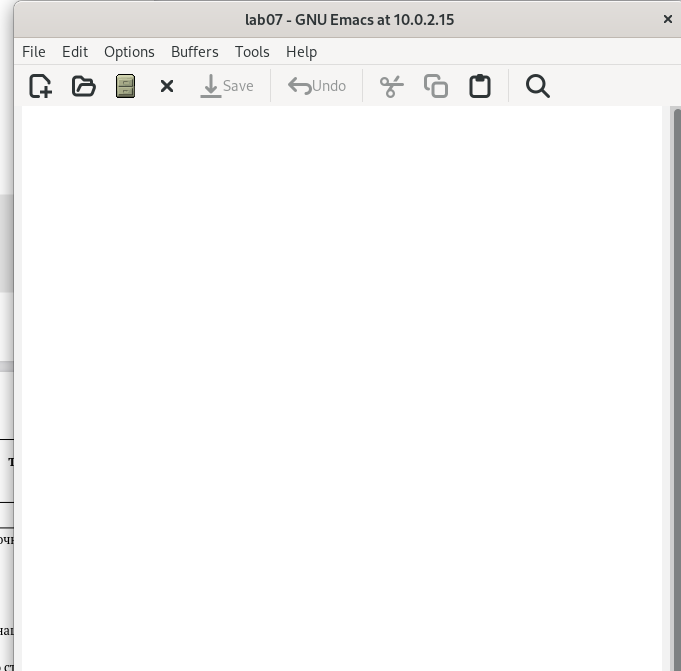 lab07 - GNU Emacs at 10.0.2.15
File Edit Options Buffers Tools Help
Save Undo